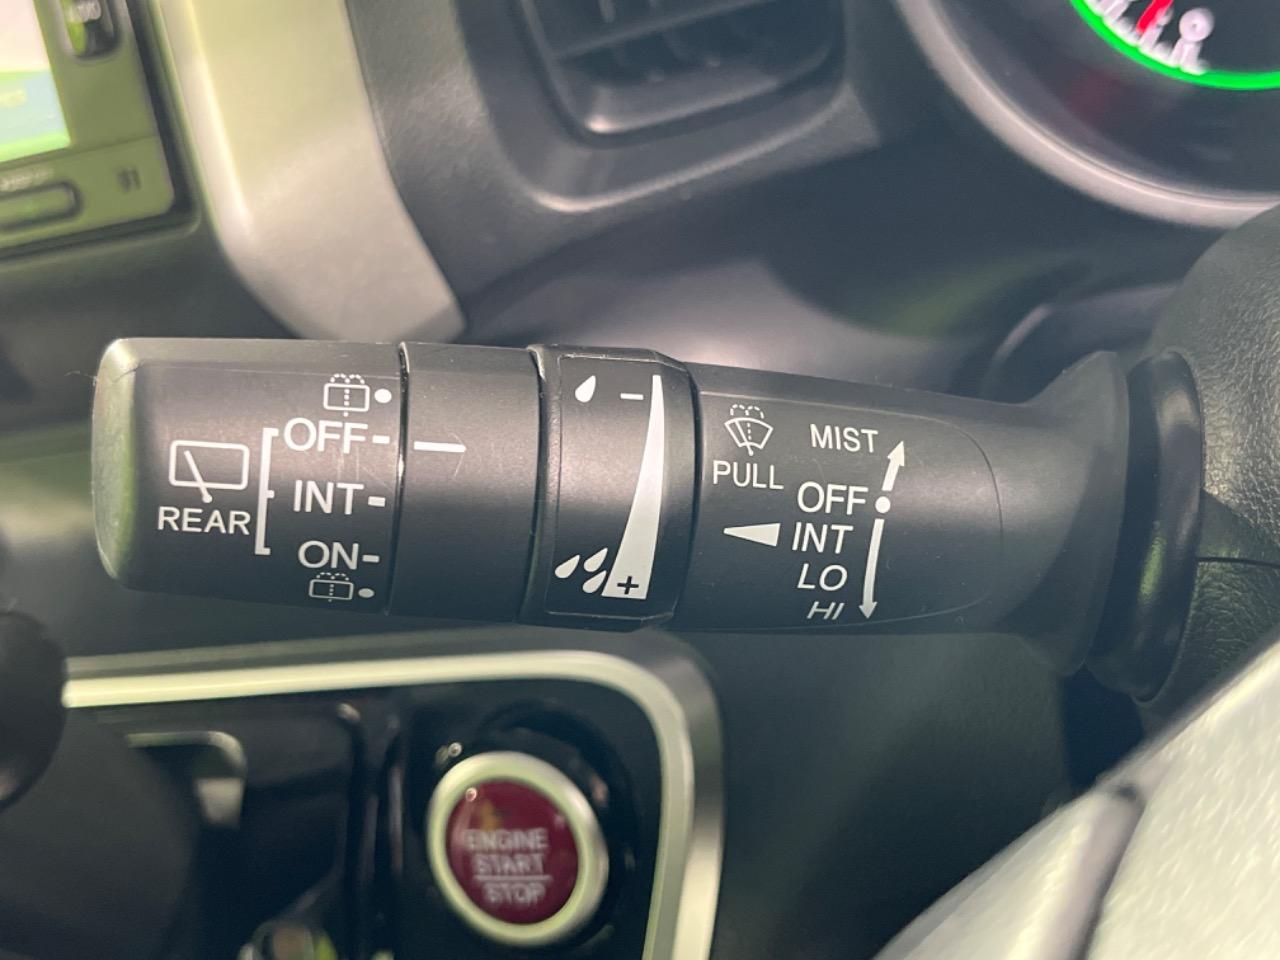 OFF
INT
ON
REAR
−
+
PULL
MIST
OFF
INT
LO
HI
ENGINE
START
STOP